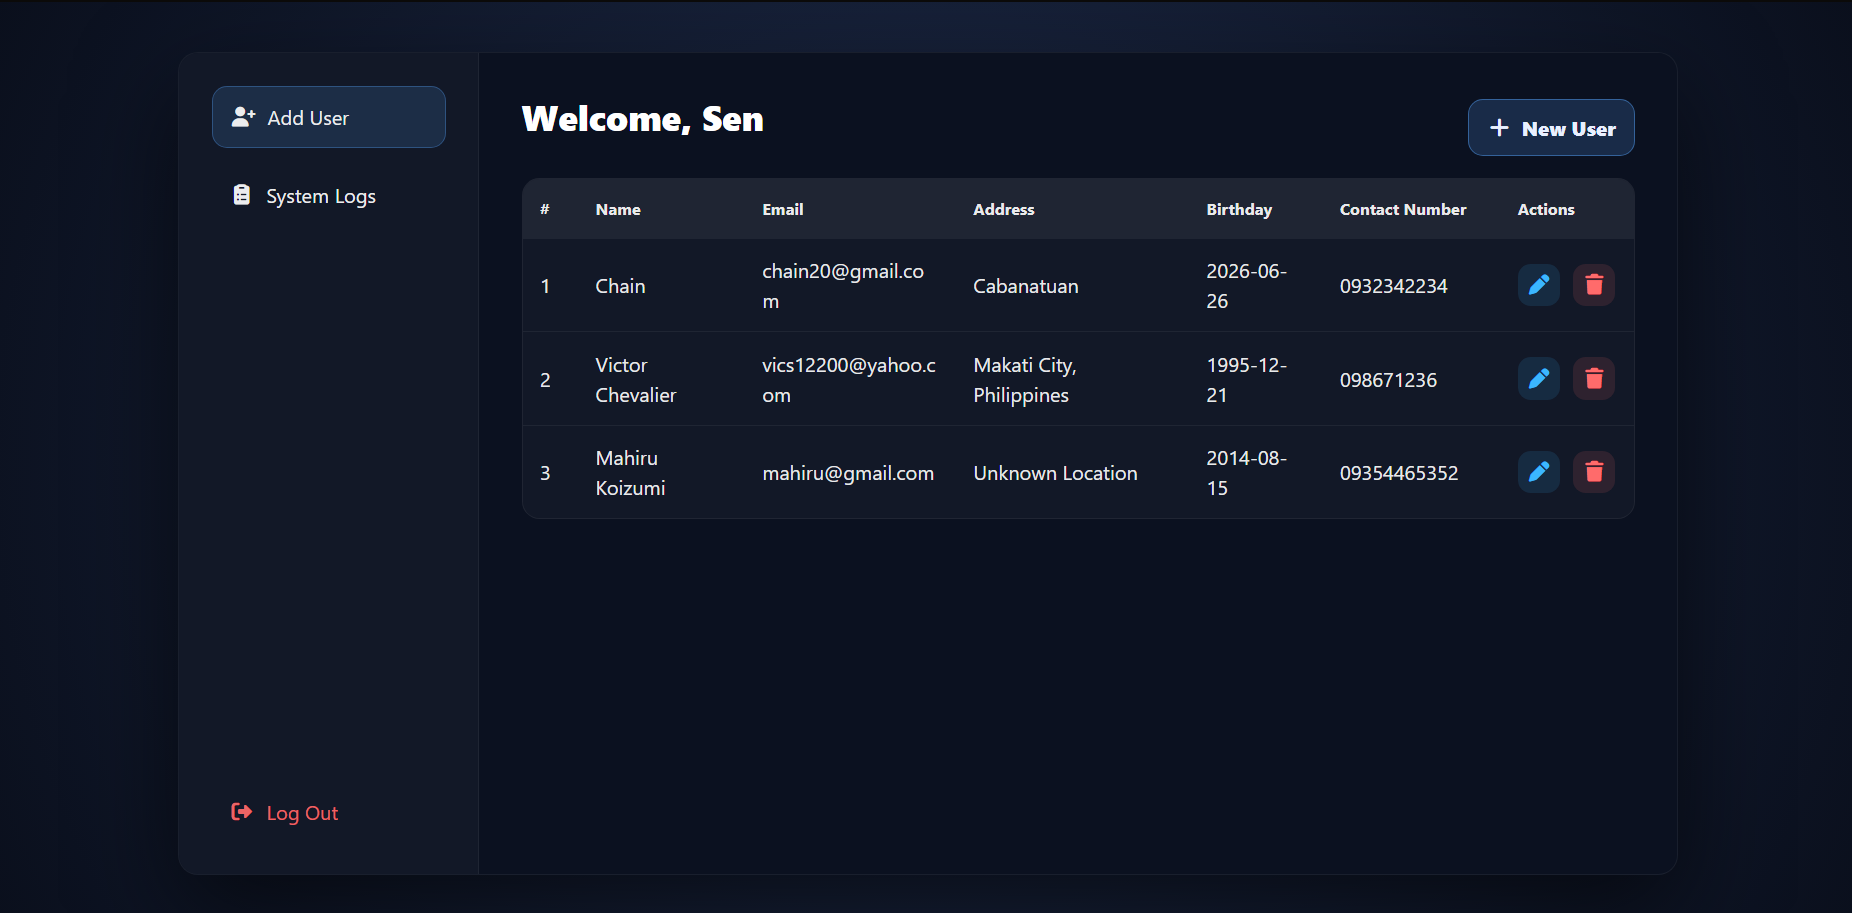 Add User
System Logs
Log Out
Welcome, Sen
New User
# Name Email Address Birthday Contact Number Actions
1 Chain chain20@gmail.co Cabanatuan 2026-06- 0932342234
m 26
2 Victor vics12200@yahoo.c Makati City, 1995-12- 098671236
Chevalier om Philippines 21
3 Mahiru mahiru@gmail.com Unknown Location 2014-08- 09354465352
Koizumi 15